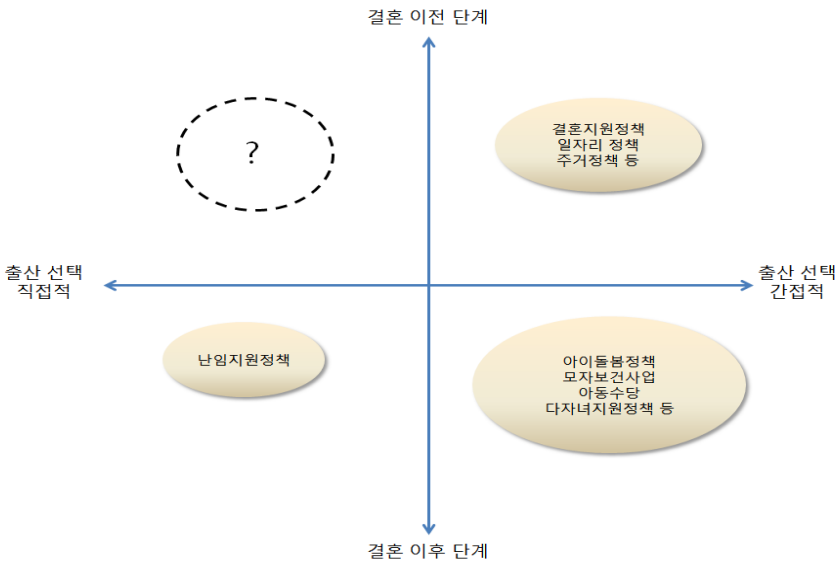 결혼 이전 단계
?
결혼지원정책
일자리 정책
주거정책 등
출산 선택
직접적
출산 선택
간접적
난임지원정책
아이돌봄정책
모자보건사업
아동수당
다자녀지원정책 등
결혼 이후 단계